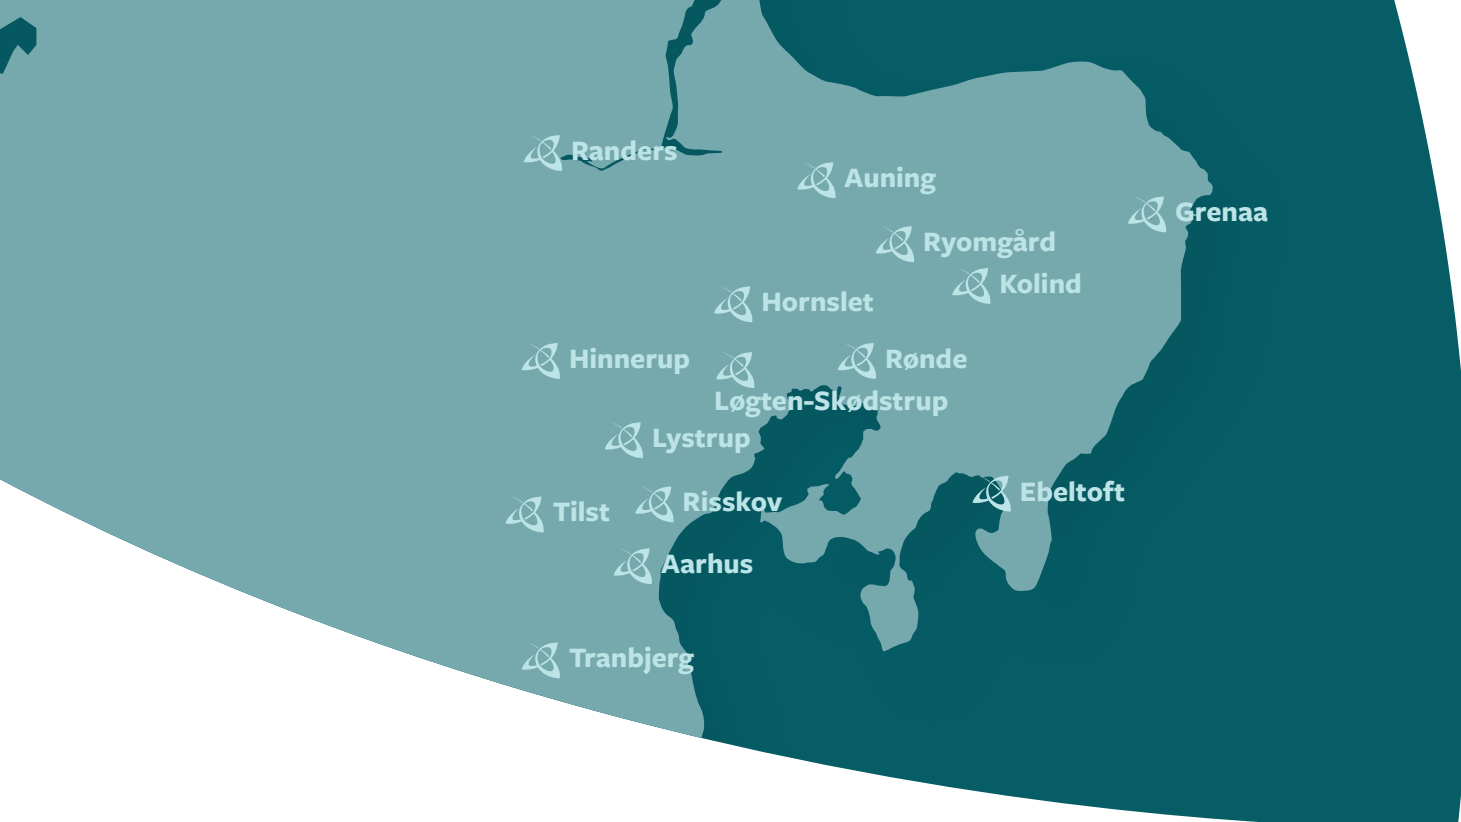 Randers
Auning
Grenaa
Ryomgård
Kolind
Hornslet
Hinnerup
Rønde
Løgten-Skødstrup
Lystrup
Ebeltoft
Risskov
Tilst
Aarhus
Tranbjerg